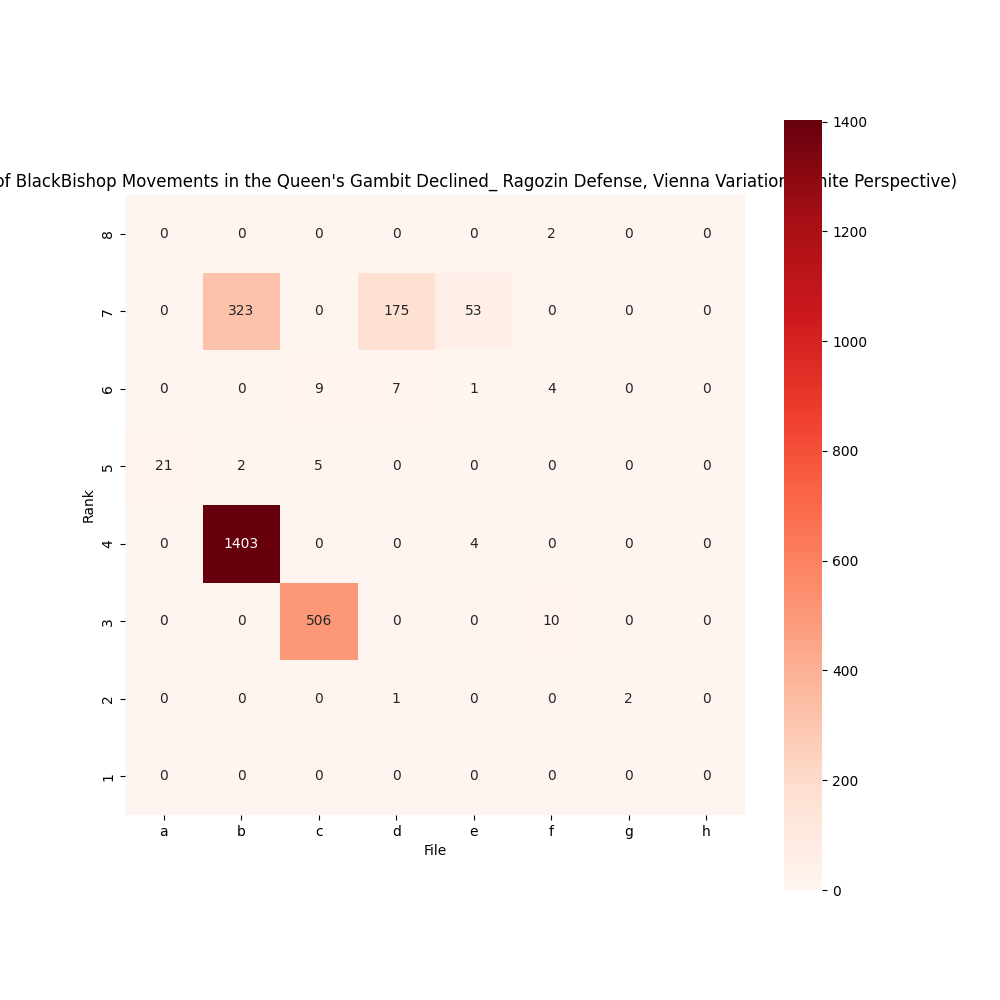 of BlackBishop Movements in the Queen's Gambit Declined_ Ragozin Defense, Vienna Variation Perspective)
8 0 0 0 0 0 2 0 0
7 0 323 0 175 53 0 0 0
6 0 0 9 7 1 4 0 0
5 21 2 5 0 0 0 0 0
4 0 1403 0 0 4 0 0 0
3 0 0 506 0 0 10 0 0
2 0 0 0 1 0 0 2 0
1 0 0 0 0 0 0 0 0
a b c d e f g h
File
Rank
1400
1200
1000
800
600
400
200
0